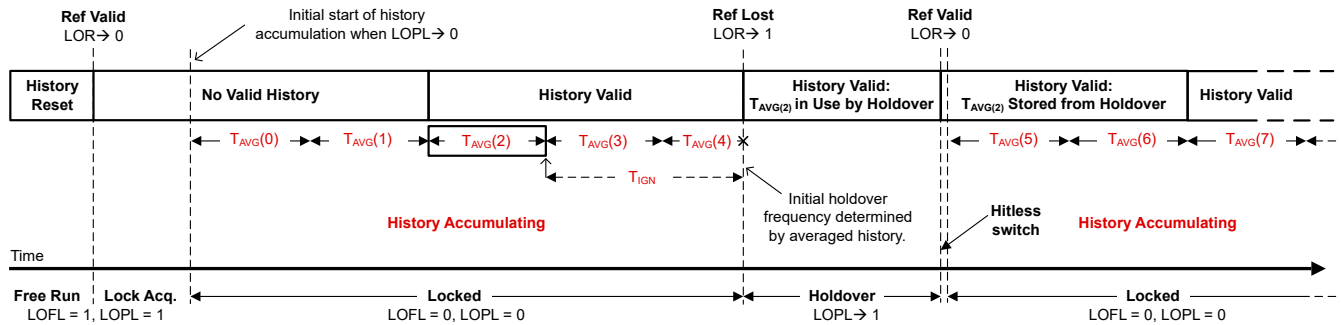 Ref Valid
LOR→ 0
Initial start of history
accumulation when LOPL→ 0
Ref Lost
LOR→ 1
Ref Valid
LOR→ 0
History
Reset
No Valid History
History Valid
History Valid:
TAVG(2) in Use by Holdover
History Valid:
TAVG(2) Stored from Holdover
History Valid
TAVG(0)
TAVG(1)
TAVG(2)
TAVG(3)
TAVG(4)
TAVG(5)
TAVG(6)
TAVG(7)
TIGN
Initial holdover
frequency determined
by averaged history.
History Accumulating
Hitless
switch
History Accumulating
Time
Free Run
LOFL = 1, LOPL = 1
Lock Acq.
Locked
LOFL = 0, LOPL = 0
Holdover
LOPL→ 1
Locked
LOFL = 0, LOPL = 0